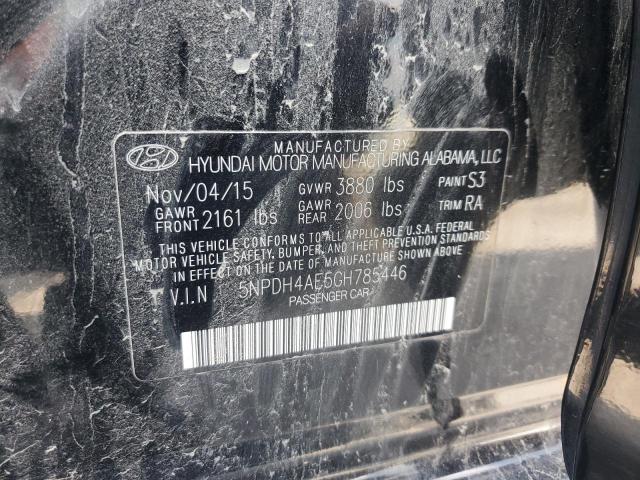 MANUFACTURED BY
HYUNDAI MOTOR MANUFACTURING ALABAMA, LLC
Nov/04/15 GVWR 3880 lbs PAINT S3
GAWR FRONT 2161 lbs GAWR REAR 2006 lbs TRIM RA
THIS VEHICLE CONFORMS TO ALL APPLICABLE U.S.A. FEDERAL
MOTOR VEHICLE SAFETY, BUMPER, AND THEFT PREVENTION STANDARDS
IN EFFECT ON THE DATE OF MANUFACTURE SHOWN ABOVE
T V.I.N 5NPDH4AE5GH785446
PASSENGER CAR